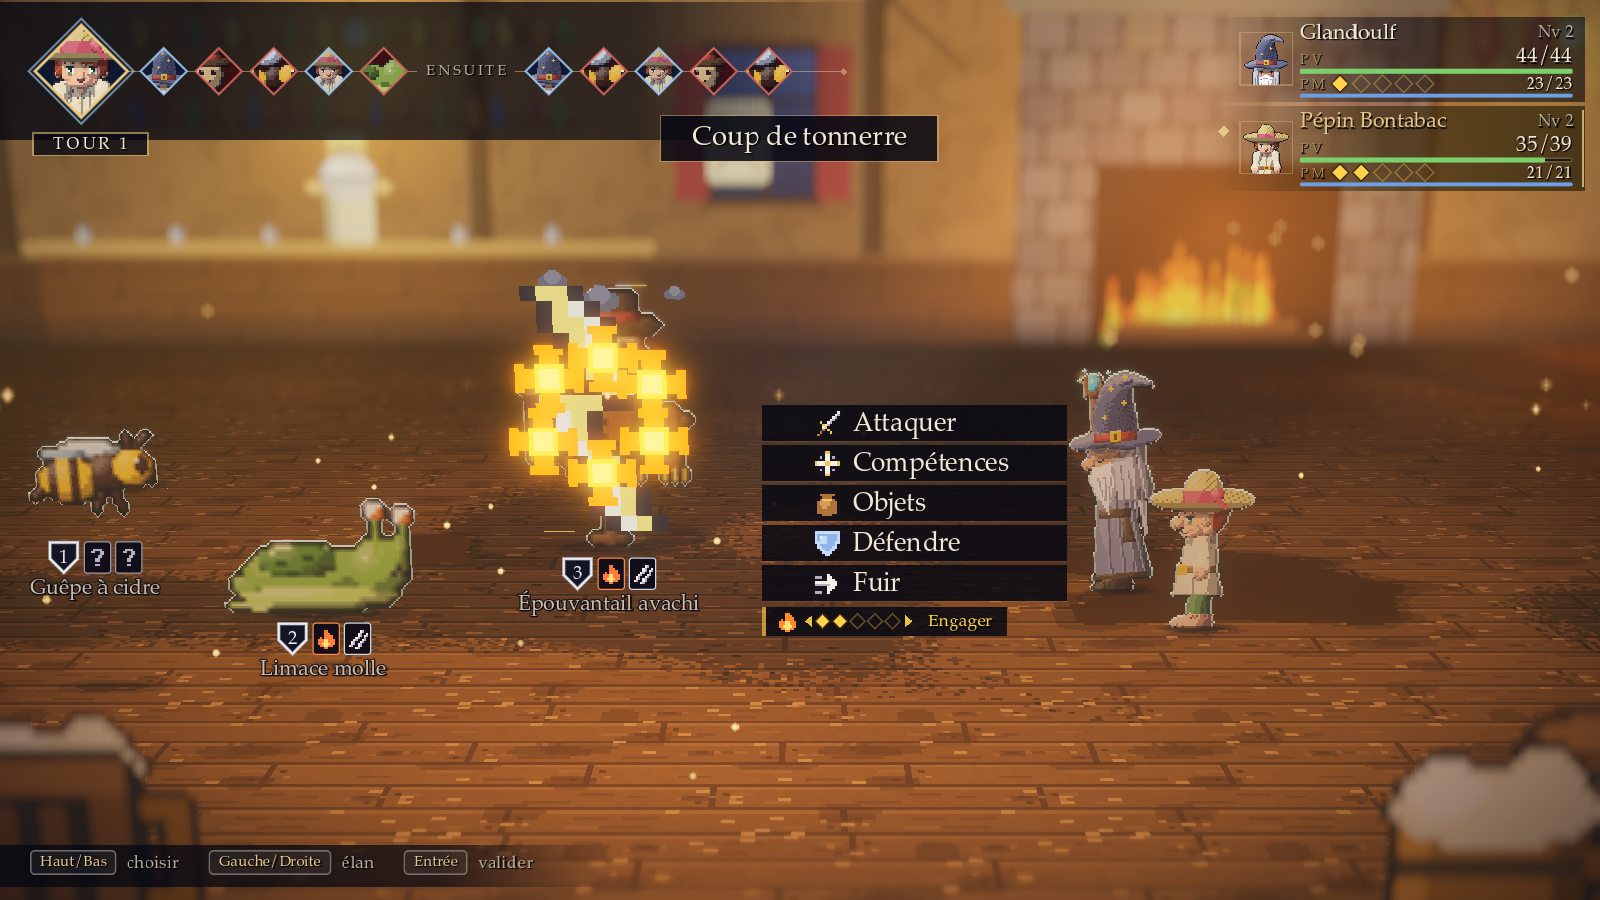 ENSUITE
TOUR 1
Coup de tonnerre
Glandoulf
Nv 2
PV
44/44
PM
23/23
Pépin Bontabac
Nv 2
PV
35/39
PM
21/21
Attaquer
Compétences
Objets
Défendre
Fuir
Engager
1 ? ?
Guêpe à cidre
2
Limace molle
3
Épouvantail avachi
Haut/Bas choisir Gauche/Droite élan Entrée valider